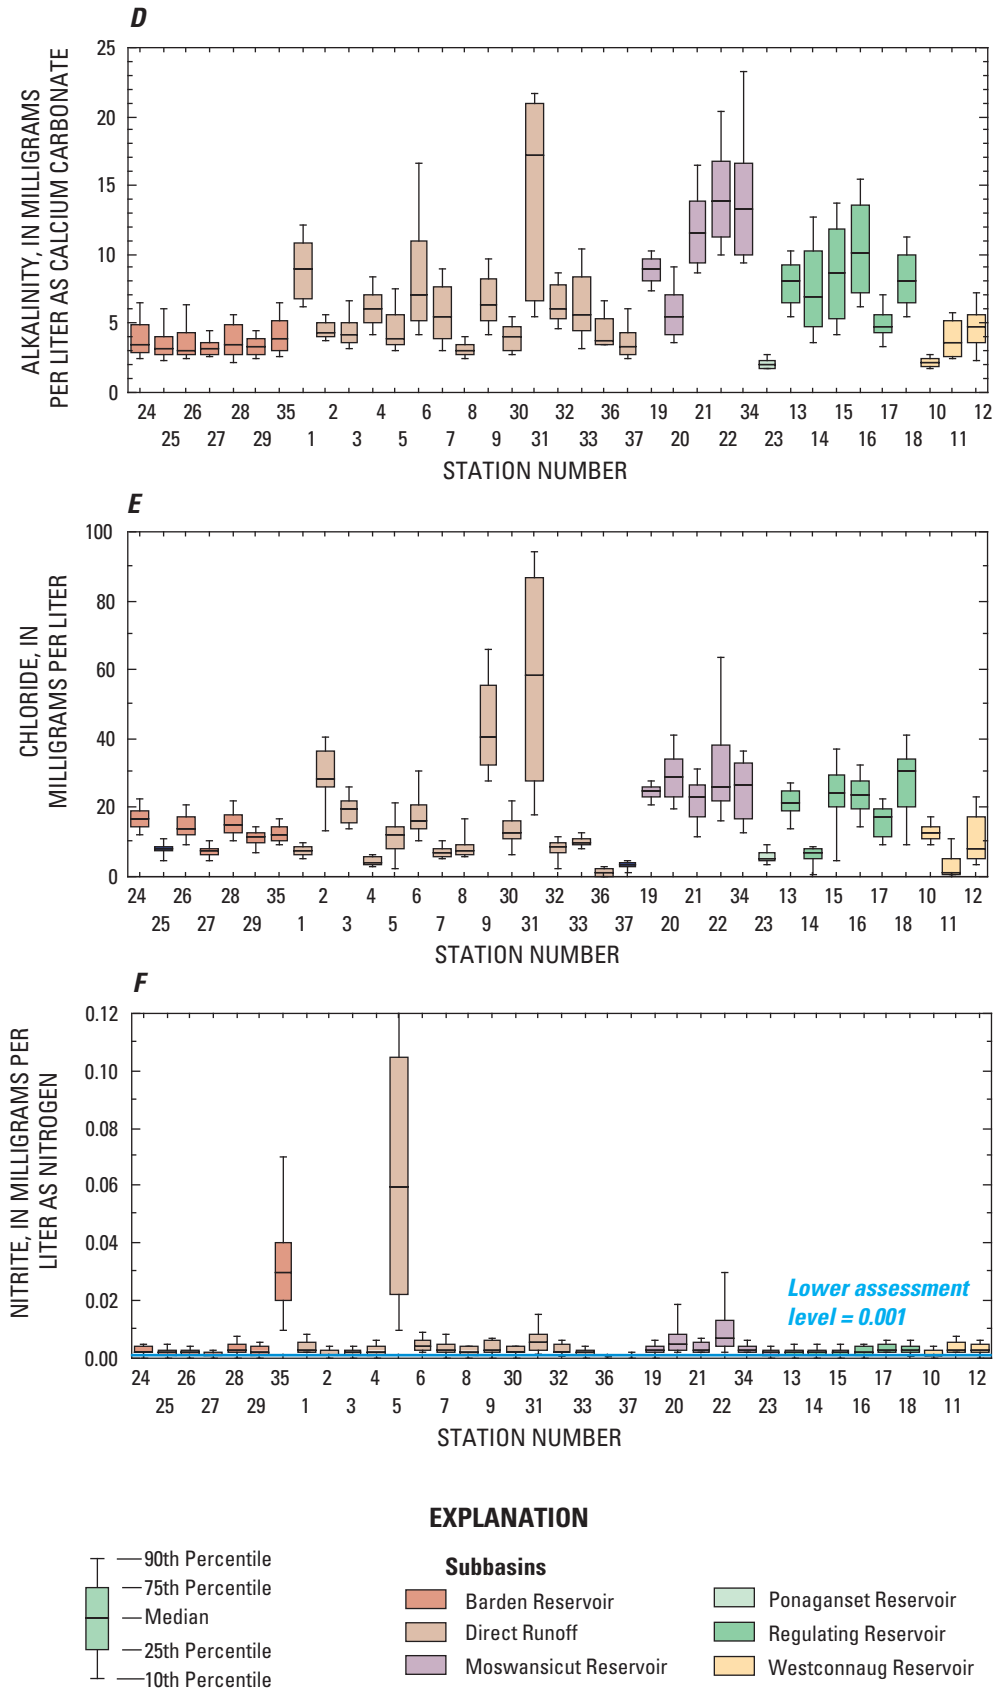 D
ALKALINITY, IN MILLIGRAMS
PER LITER AS CALCIUM CARBONATE
25
20
15
10
5
0
24 26 28 35 2 4 6 8 30 32 36 19 21 34 13 15 17 10 12
25 27 29 1 3 5 7 9 31 33 37 20 22 23 14 16 18 11
STATION NUMBER
E
CHLORIDE, IN
MILLIGRAMS PER LITER
100
80
60
40
20
0
24 26 28 35 2 4 6 8 30 32 36 19 21 34 13 15 17 10 12
25 27 29 1 3 5 7 9 31 33 37 20 22 23 14 16 18 11
STATION NUMBER
F
NITRITE, IN MILLIGRAMS PER
LITER AS NITROGEN
0.12
0.10
0.08
0.06
0.04
0.02
0.00
Lower assessment
level = 0.001
24 26 28 35 2 4 6 8 30 32 36 19 21 34 13 15 17 10 12
25 27 29 1 3 5 7 9 31 33 37 20 22 23 14 16 18 11
STATION NUMBER
EXPLANATION
90th Percentile
75th Percentile
Median
25th Percentile
10th Percentile
Subbasins
Barden Reservoir
Direct Runoff
Moswansicut Reservoir
Ponaganset Reservoir
Regulating Reservoir
Westconnaug Reservoir